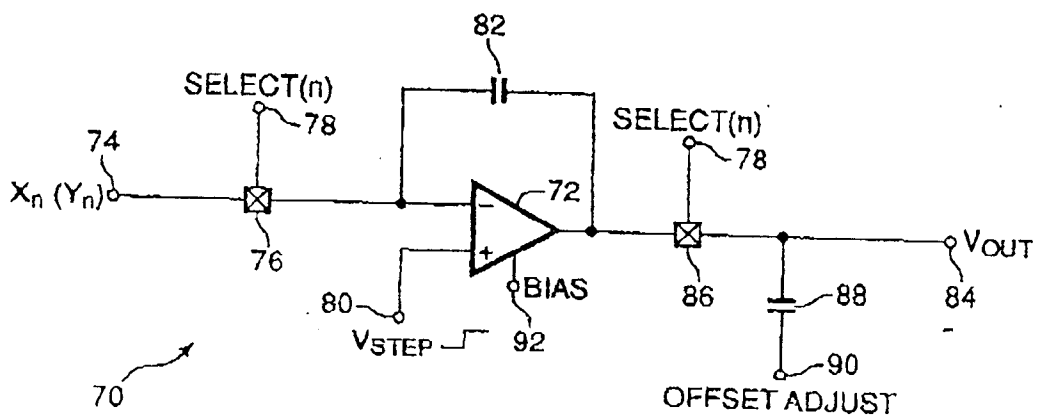 82
SELECT(n)
78
SELECT(n)
78
74
Xn (Yn)
72
76
−
+
86
VOUT
84
88
80
BIAS
92
VSTEP
90
OFFSET ADJUST
70